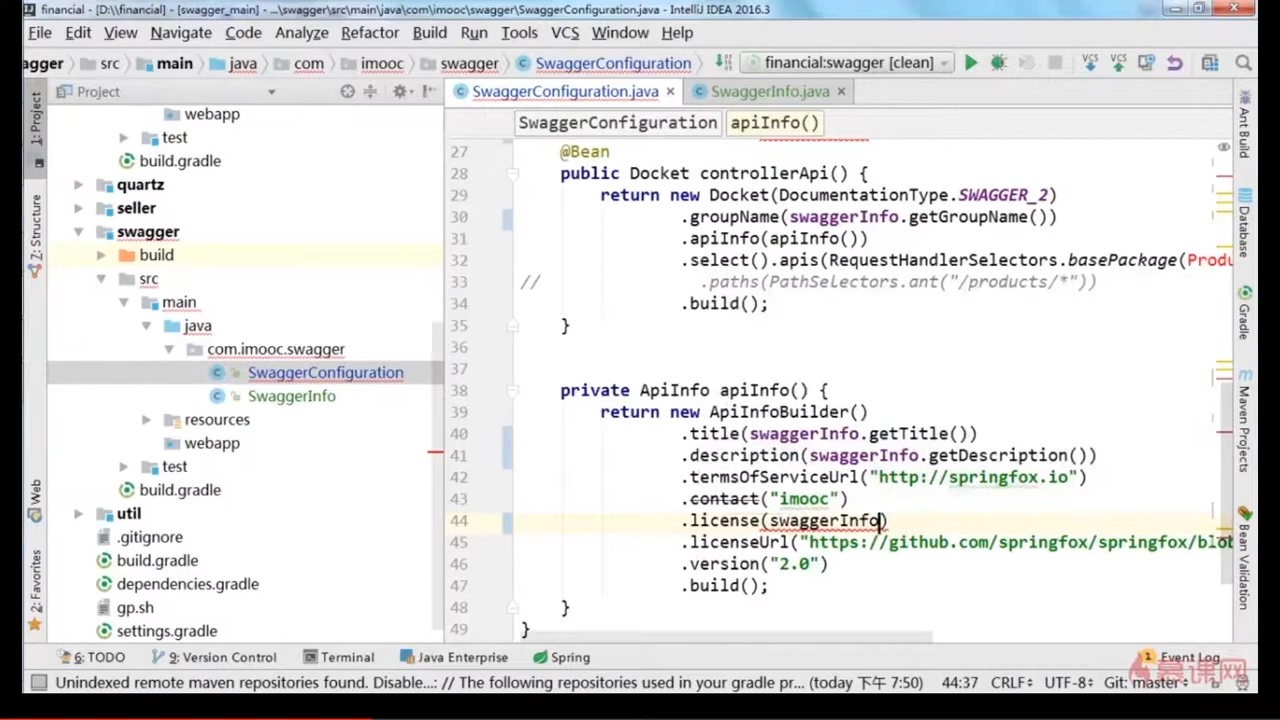 financial - [D:\\financial] - [swagger_main] - ...\swagger\src\main\java\com\imooc\swagger\SwaggerConfiguration.java - IntelliJ IDEA 2016.3
File Edit View Navigate Code Analyze Refactor Build Run Tools VCS Window Help
agger src main java com imooc swagger SwaggerConfiguration financial:swagger [clean] VCS VCS
Project SwaggerConfiguration.java SwaggerInfo.java
SwaggerConfiguration apiInfo()
1: Project
Z: Structure
Web
2: Favorites
webapp
test
build.gradle
quartz
seller
swagger
build
src
main
java
com.imooc.swagger
SwaggerConfiguration
SwaggerInfo
resources
webapp
test
build.gradle
util
.gitignore
build.gradle
dependencies.gradle
gp.sh
settings.gradle
27 @Bean
28 public Docket controllerApi() {
29 return new Docket(DocumentationType.SWAGGER_2)
30 .groupName(swaggerInfo.getGroupName())
31 .apiInfo(apiInfo())
32 .select().apis(RequestHandlerSelectors.basePackage(Produ
33 // .paths(PathSelectors.ant("/products/*"))
34 .build();
35 }
36
37
38 private ApiInfo apiInfo() {
39 return new ApiInfoBuilder()
40 .title(swaggerInfo.getTitle())
41 .description(swaggerInfo.getDescription())
42 .termsOfServiceUrl("http://springfox.io")
43 .contact("imooc")
44 .license(swaggerInfo)
45 .licenseUrl("https://github.com/springfox/springfox/blob
46 .version("2.0")
47 .build();
48 }
49 }
Ant Build
Database
Gradle
Maven Projects
Bean Validation
6: TODO 9: Version Control Terminal Java Enterprise Spring 1 Event Log
慕课网
Unindexed remote maven repositories found. Disable...: // The following repositories used in your gradle pr... (today 下午 7:50) 44:37 CRLF÷ UTF-8÷ Git: master÷